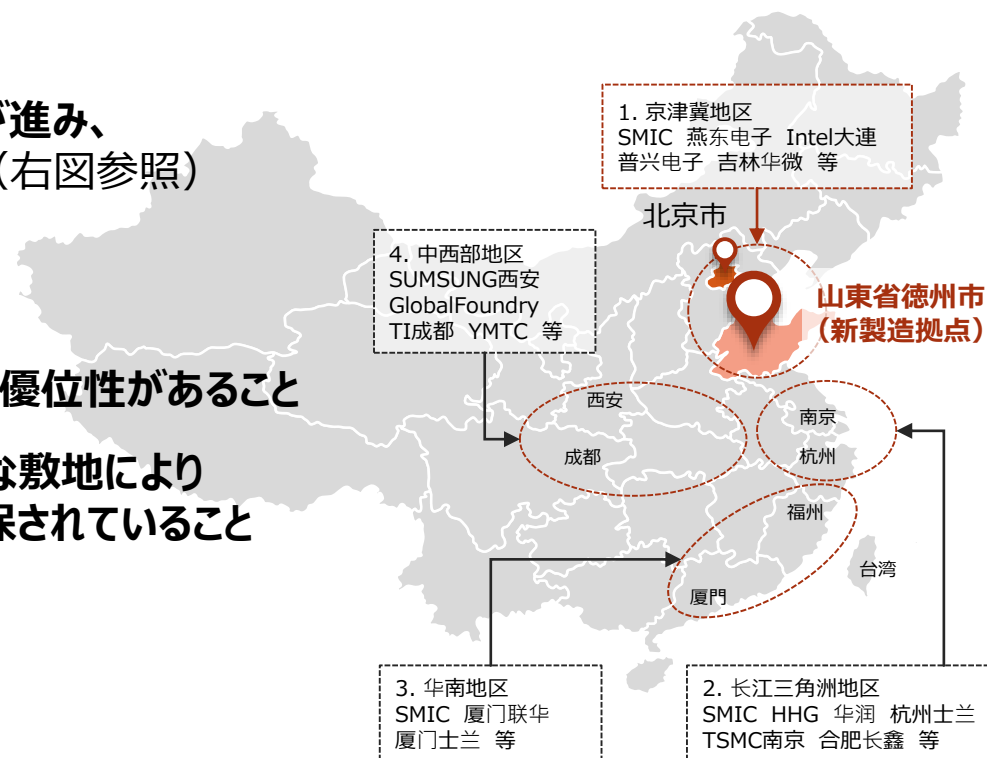 が進み、
（右図参照）
優位性があること
な敷地により
保されていること
1. 京津冀地区
SMIC 燕东电子 Intel大連
普兴电子 吉林华微 等
北京市
4. 中西部地区
SUMSUNG西安
GlobalFoundry
TI成都 YMTC 等
山東省徳州市
（新製造拠点）
西安
成都
南京
杭州
福州
台湾
厦門
3. 华南地区
SMIC 厦门联华
厦门士兰 等
2. 长江三角洲地区
SMIC HHG 华润 杭州士兰
TSMC南京 合肥长鑫 等